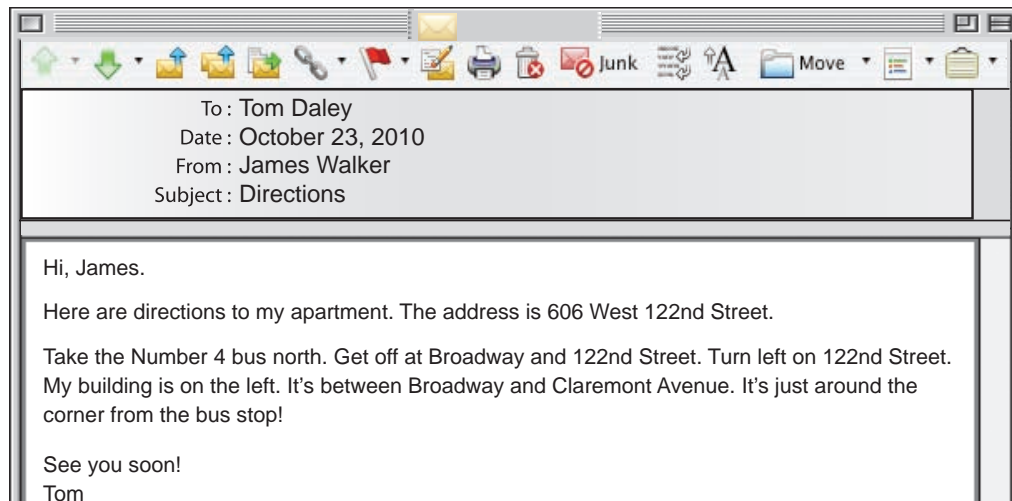 Junk Move
To : Tom Daley
Date : October 23, 2010
From : James Walker
Subject : Directions
Hi, James.
Here are directions to my apartment. The address is 606 West 122nd Street.
Take the Number 4 bus north. Get off at Broadway and 122nd Street. Turn left on 122nd Street.
My building is on the left. It's between Broadway and Claremont Avenue. It's just around the
corner from the bus stop!
See you soon!
Tom